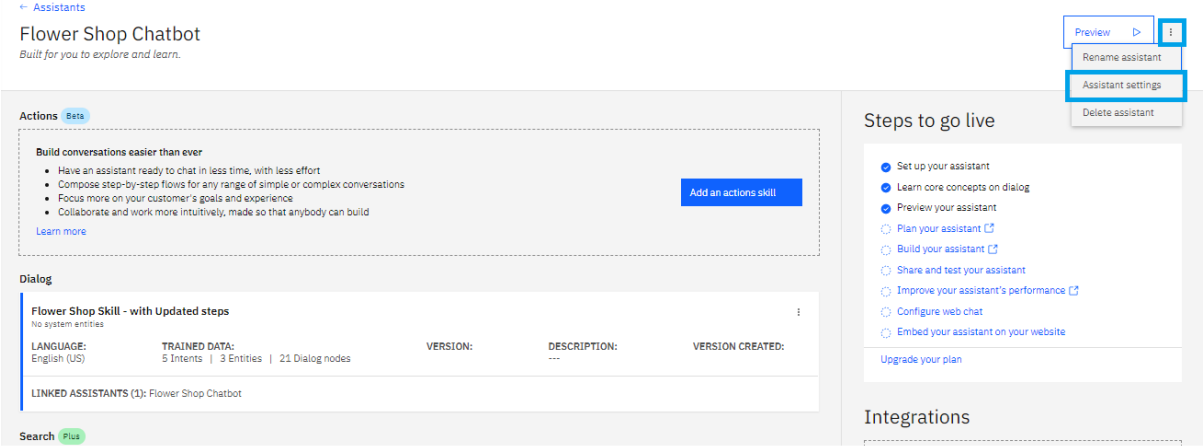 ← Assistants
Flower Shop Chatbot
Built for you to explore and learn.
Preview
Rename assistant
Assistant settings
Delete assistant
Actions Beta
Build conversations easier than ever
• Have an assistant ready to chat in less time, with less effort
• Compose step-by-step flows for any range of simple or complex conversations
• Focus more on your customer's goals and experience
• Collaborate and work more intuitively, made so that anybody can build
Learn more
Add an actions skill
Dialog
Flower Shop Skill - with Updated steps
No system entities
LANGUAGE: TRAINED DATA: VERSION: DESCRIPTION: VERSION CREATED:
English (US) 5 Intents | 3 Entities | 21 Dialog nodes ---
LINKED ASSISTANTS (1): Flower Shop Chatbot
Search Plus
Steps to go live
Set up your assistant
Learn core concepts on dialog
Preview your assistant
Plan your assistant
Build your assistant
Share and test your assistant
Improve your assistant's performance
Configure web chat
Embed your assistant on your website
Upgrade your plan
Integrations